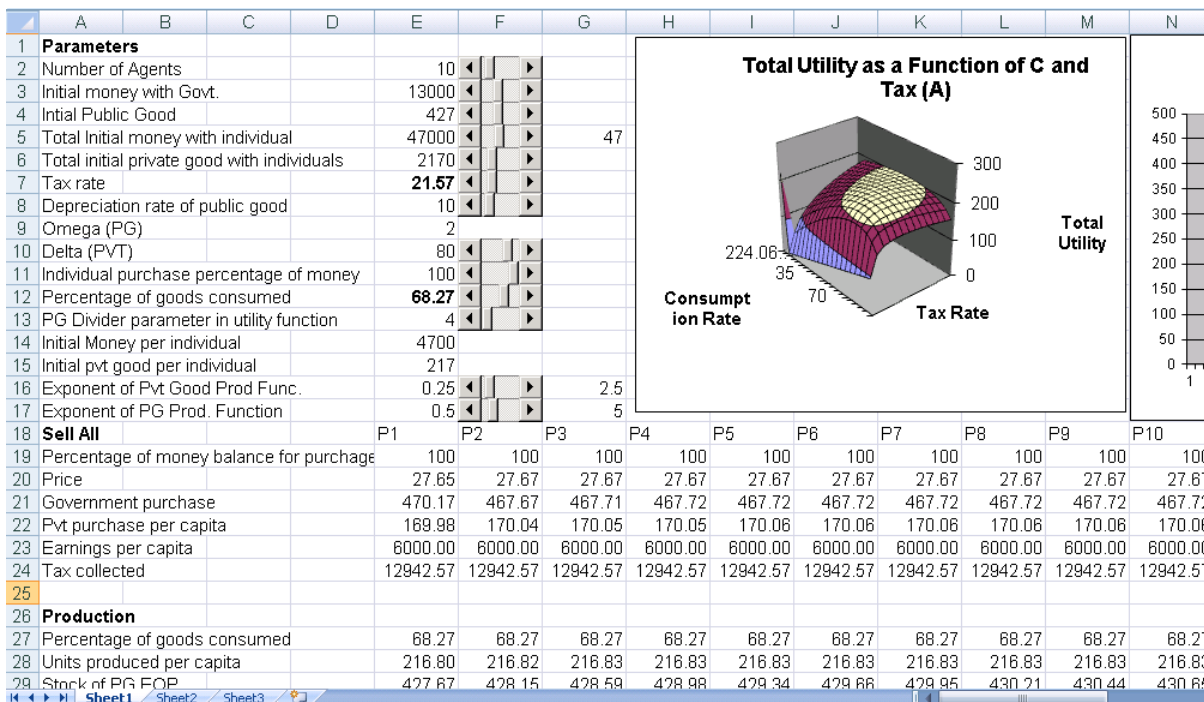 A B C D E F G H I J K L M N
1 Parameters
2 Number of Agents 10
3 Initial money with Govt. 13000
4 Intial Public Good 427
5 Total Initial money with individual 47000 47
6 Total initial private good with individuals 2170
7 Tax rate 21.57
8 Depreciation rate of public good 10
9 Omega (PG) 2
10 Delta (PVT) 80
11 Individual purchase percentage of money 100
12 Percentage of goods consumed 68.27
13 PG Divider parameter in utility function 4
14 Initial Money per individual 4700
15 Initial pvt good per individual 217
16 Exponent of Pvt Good Prod Func. 0.25 2.5
17 Exponent of PG Prod. Function 0.5 5
Total Utility as a Function of C and
Tax (A)
300
200
100
0
Total
Utility
224.06..
35
70
Consumpt
ion Rate
Tax Rate
500
450
400
350
300
250
200
150
100
50
0
1
18 Sell All P1 P2 P3 P4 P5 P6 P7 P8 P9 P10
19 Percentage of money balance for purchage 100 100 100 100 100 100 100 100 100 100
20 Price 27.65 27.67 27.67 27.67 27.67 27.67 27.67 27.67 27.67 27.67
21 Government purchase 470.17 467.67 467.71 467.72 467.72 467.72 467.72 467.72 467.72 467.72
22 Pvt purchase per capita 169.98 170.04 170.05 170.05 170.06 170.06 170.06 170.06 170.06 170.06
23 Earnings per capita 6000.00 6000.00 6000.00 6000.00 6000.00 6000.00 6000.00 6000.00 6000.00 6000.00
24 Tax collected 12942.57 12942.57 12942.57 12942.57 12942.57 12942.57 12942.57 12942.57 12942.57 12942.5
25
26 Production
27 Percentage of goods consumed 68.27 68.27 68.27 68.27 68.27 68.27 68.27 68.27 68.27 68.2
28 Units produced per capita 216.80 216.82 216.83 216.83 216.83 216.83 216.83 216.83 216.83 216.83
29 Stock of PG EOP 427.67 428.15 428.59 428.98 429.34 429.66 429.95 430.21 430.44 430.65
Sheet1 Sheet2 Sheet3